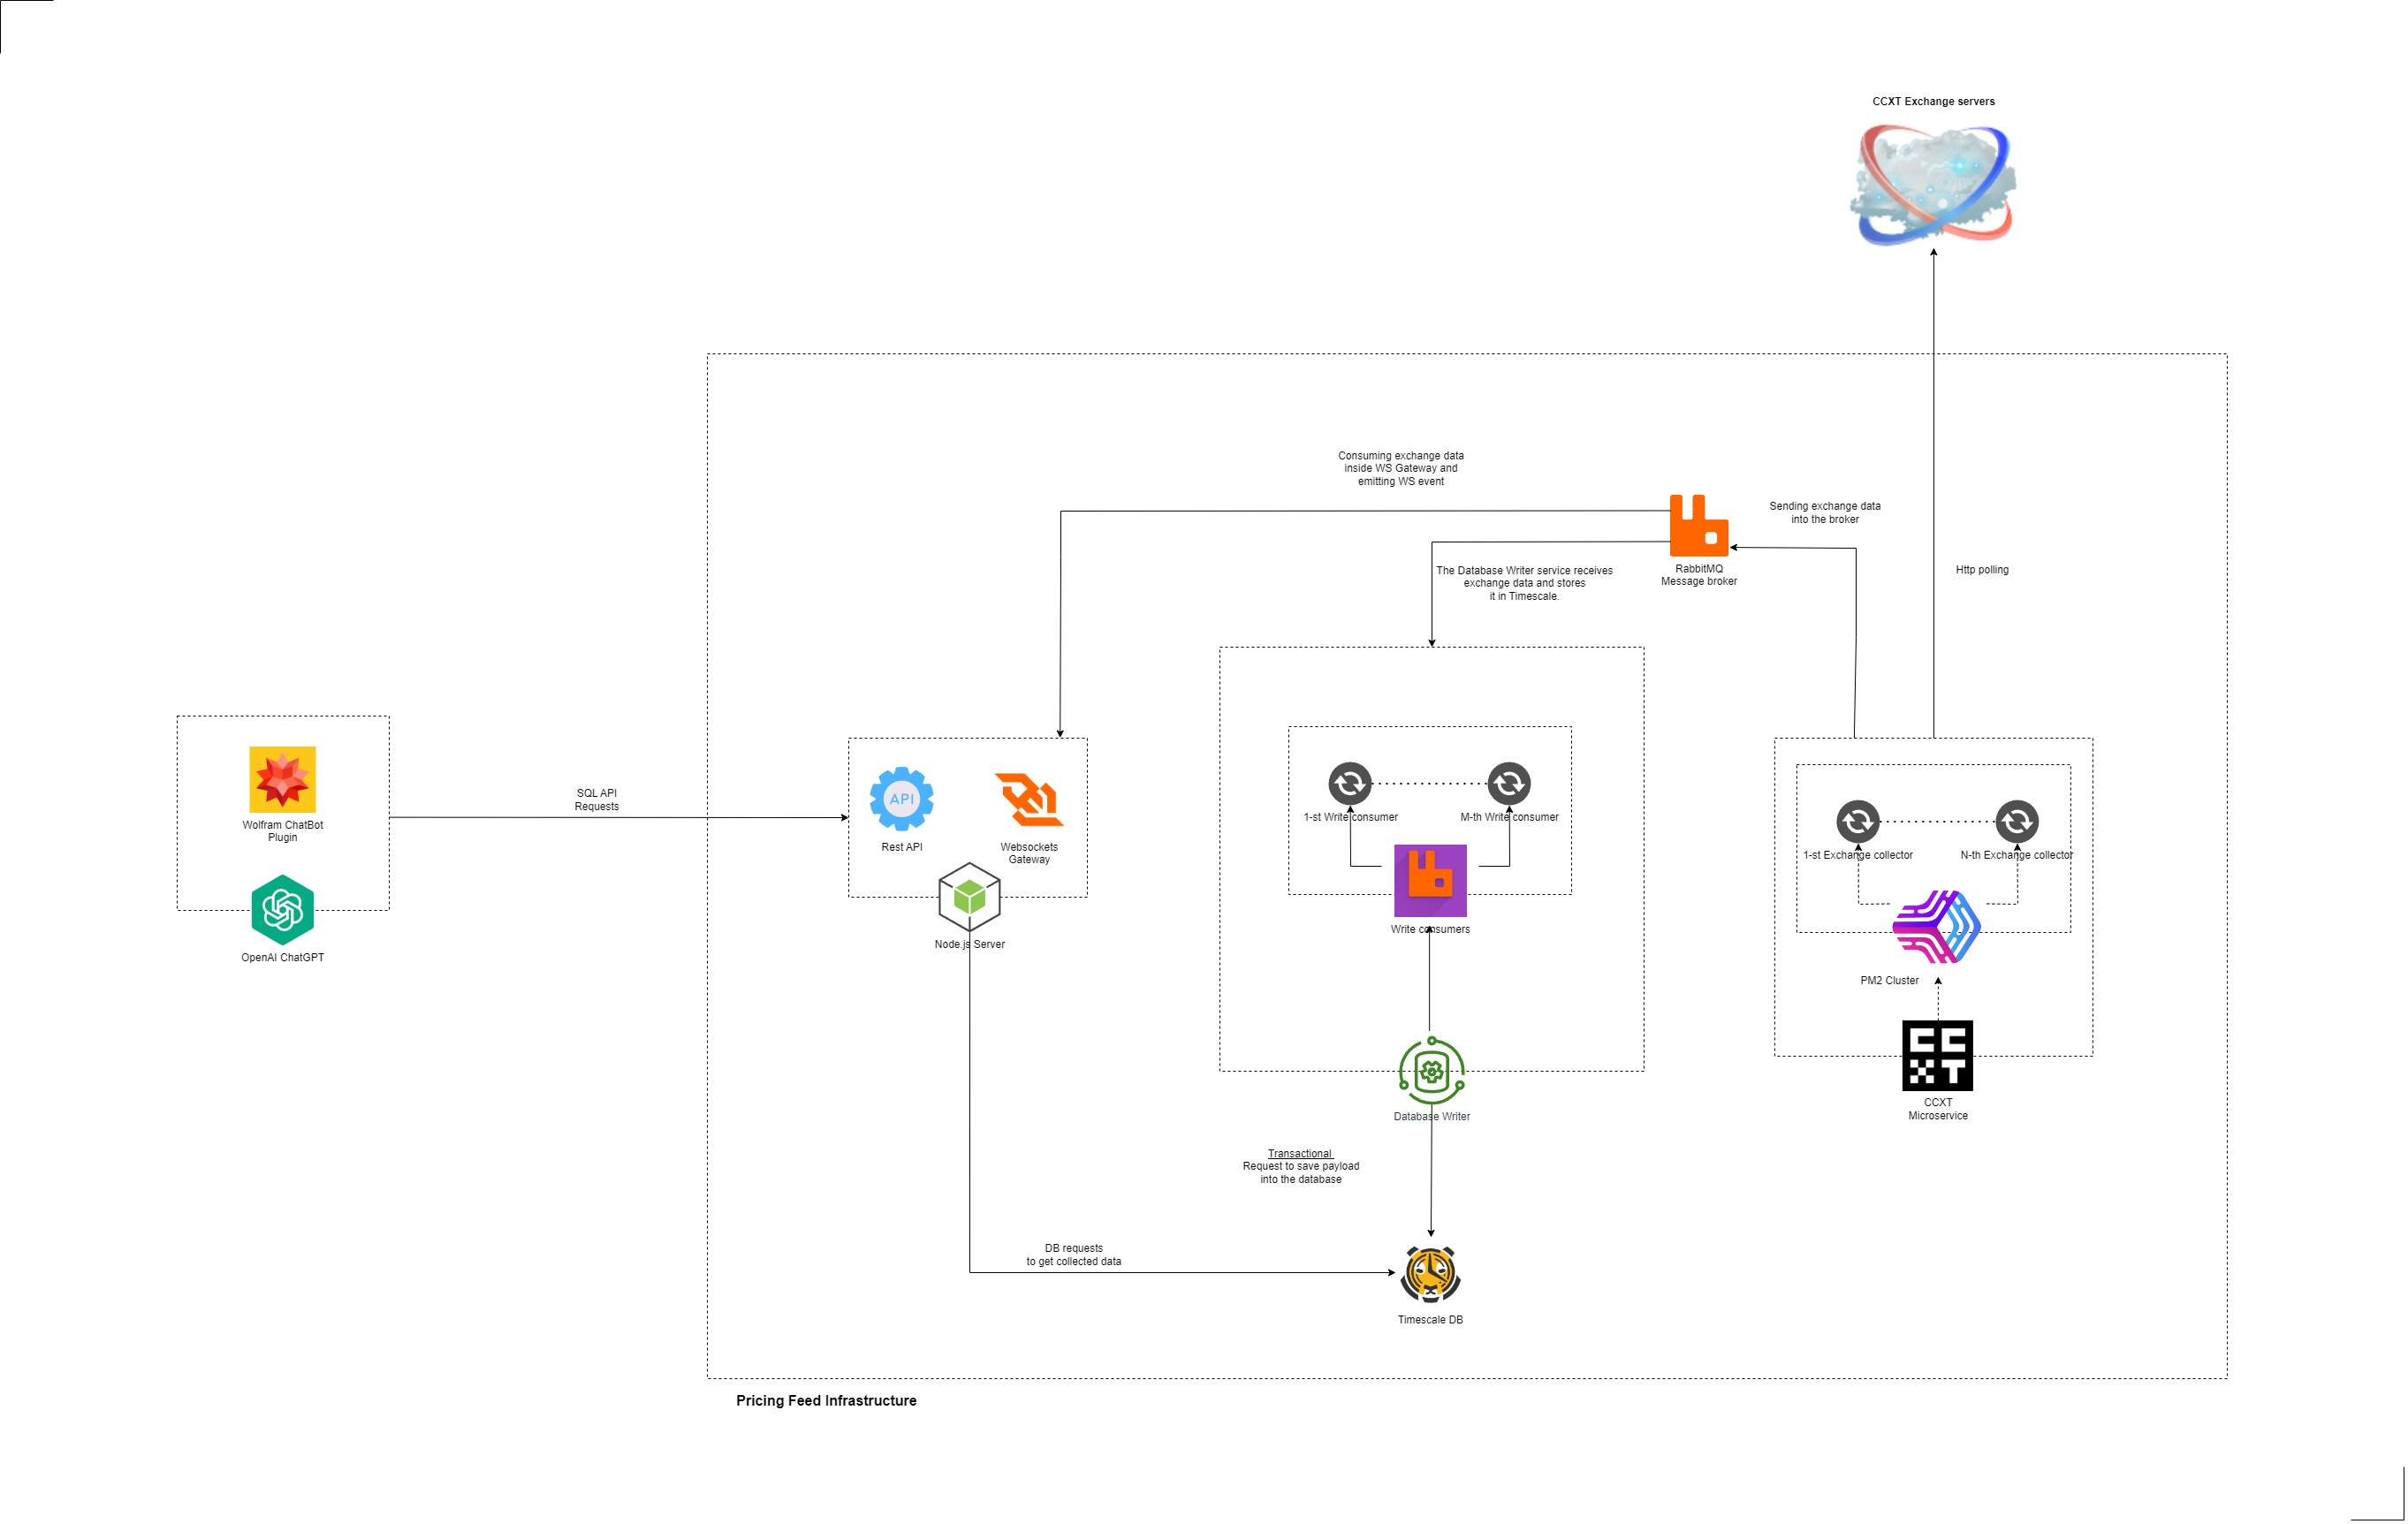 CCXT Exchange servers
Consuming exchange data
inside WS Gateway and
emitting WS event
Sending exchange data
into the broker
The Database Writer service receives
exchange data and stores
it in Timescale.
RabbitMQ
Message broker
Http polling
SQL API
Requests
Wolfram ChatBot
Plugin
OpenAI ChatGPT
API
Rest API
Websockets
Gateway
Node.js Server
1-st Write consumer
M-th Write consumer
Write consumers
1-st Exchange collector
N-th Exchange collector
PM2 Cluster
CC
XT
CCXT
Microservice
Database Writer
Transactional
Request to save payload
into the database
DB requests
to get collected data
Timescale DB
Pricing Feed Infrastructure